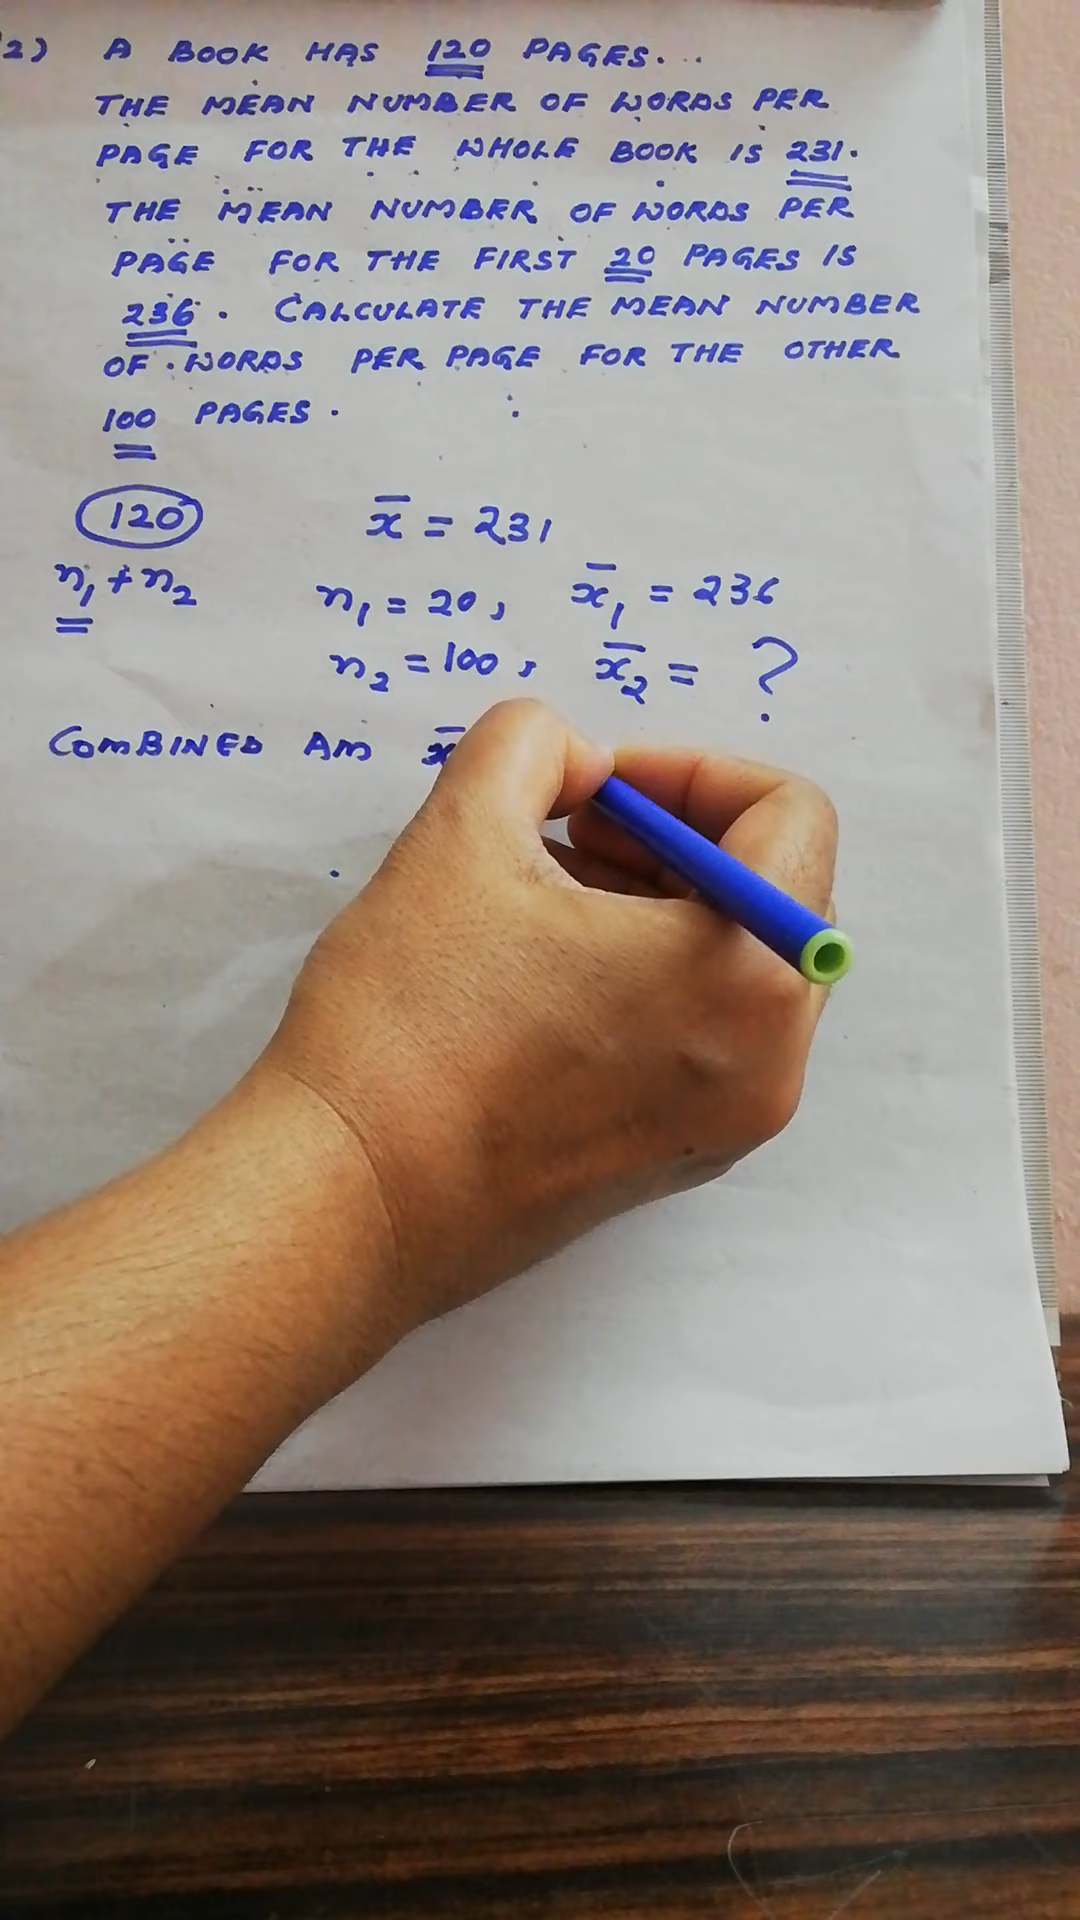 2) A BOOK HAS 120 PAGES.
THE MEAN NUMBER OF WORDS PER
PAGE FOR THE WHOLE BOOK IS 231.
THE MEAN NUMBER OF WORDS PER
PAGE FOR THE FIRST 20 PAGES IS
236. CALCULATE THE MEAN NUMBER
OF WORDS PER PAGE FOR THE OTHER
100 PAGES.
120 x̄ = 231
n₁+n₂ n₁ = 20, x̄₁ = 236
n₂ = 100, x̄₂ = ?
COMBINED AM x̄